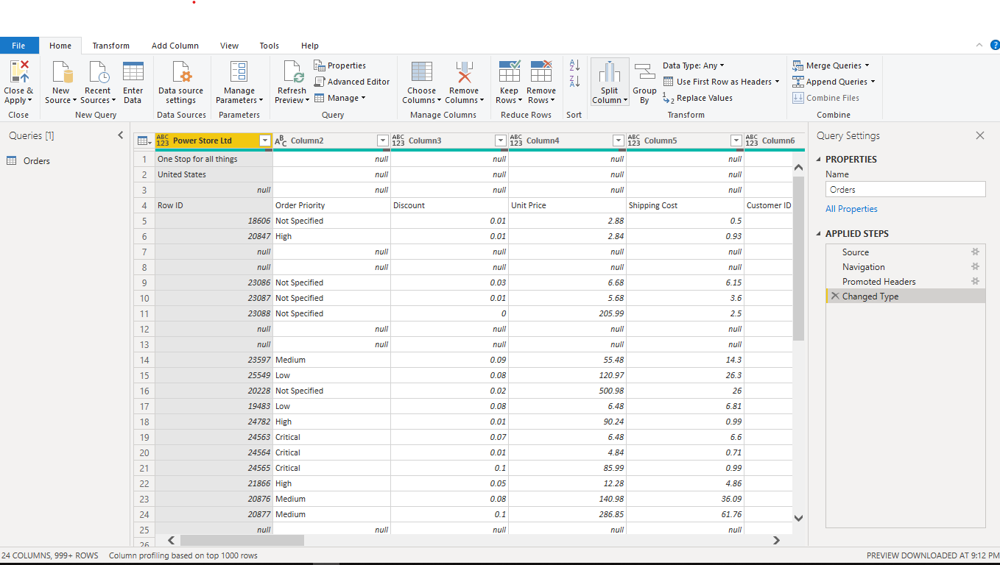 File Home Transform Add Column View Tools Help
Close & Apply New Source Recent Sources Enter Data Data source settings Manage Parameters Refresh Preview Properties Advanced Editor Manage Choose Columns Remove Columns Keep Rows Remove Rows A Z Z A Split Column Group By Data Type: Any Use First Row as Headers 1 2 Replace Values Merge Queries Append Queries Combine Files
Close New Query Data Sources Parameters Query Manage Columns Reduce Rows Sort Transform Combine
Queries [1]
Orders
ABC 123 Power Store Ltd ABC Column2 ABC 123 Column3 ABC 123 Column4 ABC 123 Column5 ABC 123 Column6
1 One Stop for all things null null null null
2 United States null null null null
3 null null null null null
4 Row ID Order Priority Discount Unit Price Shipping Cost Customer ID
5 18606 Not Specified 0.01 2.88 0.5
6 20847 High 0.01 2.84 0.93
7 null null null null null
8 null null null null null
9 23086 Not Specified 0.03 6.68 6.15
10 23087 Not Specified 0.01 5.68 3.6
11 23088 Not Specified 0 205.99 2.5
12 null null null null null
13 null null null null null
14 23597 Medium 0.09 55.48 14.3
15 25549 Low 0.08 120.97 26.3
16 20228 Not Specified 0.02 500.98 26
17 19483 Low 0.08 6.48 6.81
18 24782 High 0.01 90.24 0.99
19 24563 Critical 0.07 6.48 6.6
20 24564 Critical 0.01 4.84 0.71
21 24565 Critical 0.1 85.99 0.99
22 21866 High 0.05 12.28 4.86
23 20876 Medium 0.08 140.98 36.09
24 20877 Medium 0.1 286.85 61.76
25 null null null null null
26
Query Settings
PROPERTIES
Name
Orders
All Properties
APPLIED STEPS
Source
Navigation
Promoted Headers
Changed Type
24 COLUMNS, 999+ ROWS Column profiling based on top 1000 rows PREVIEW DOWNLOADED AT 9:12 PM